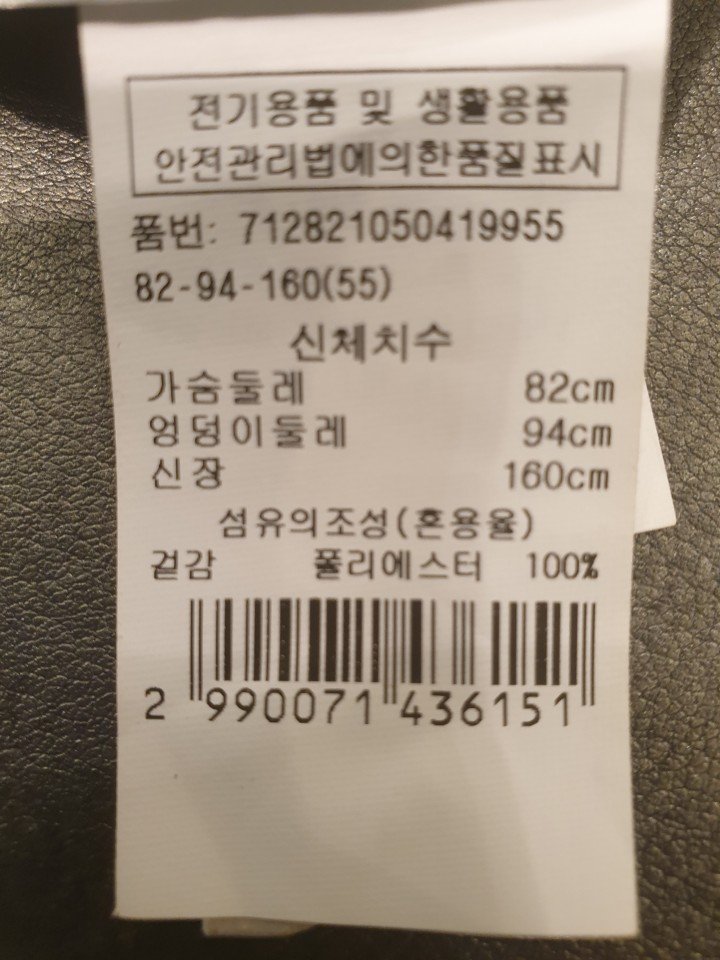 전기용품 및 생활용품
안전관리법에의한품질표시
품번: 712821050419955
82-94-160(55)
신체치수
가슴둘레 82cm
엉덩이둘레 94cm
신장 160cm
섬유의조성(혼용율)
겉감 폴리에스터 100%
2 990071 436151